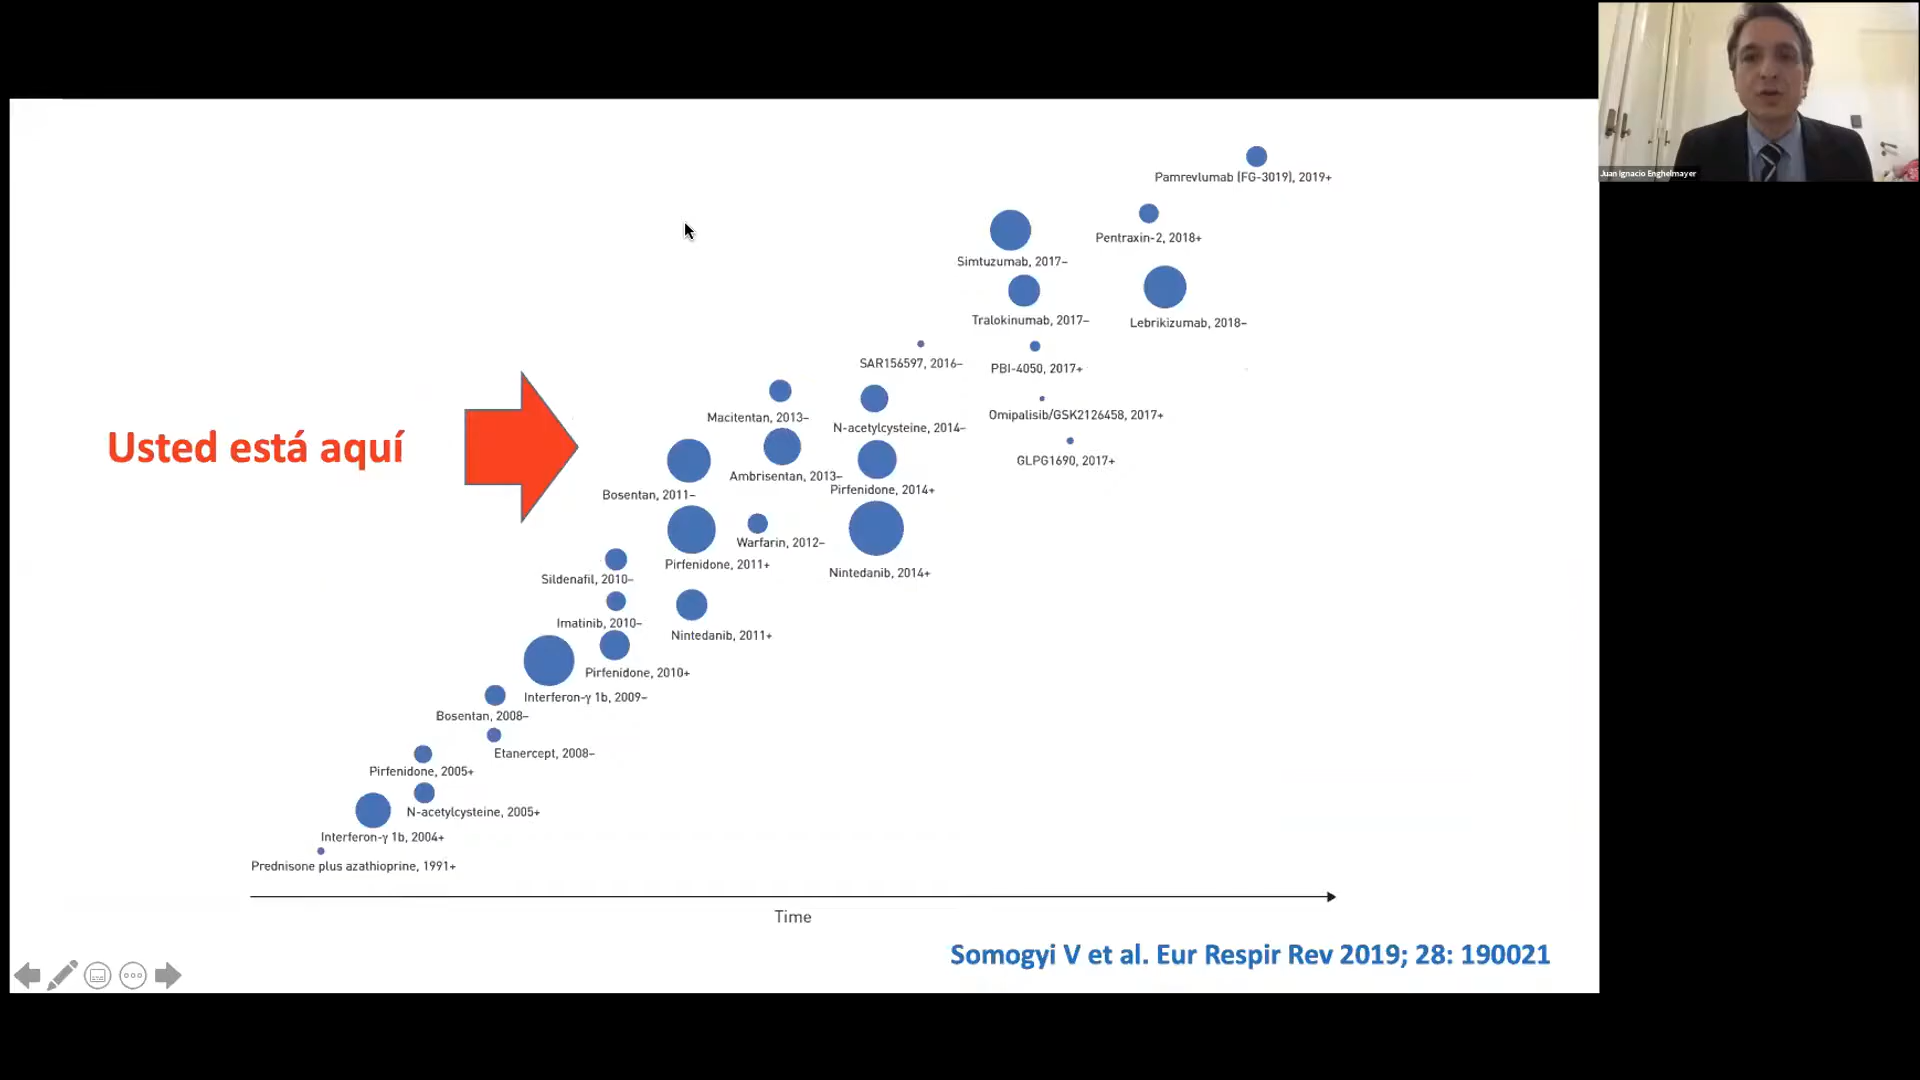 Juan Ignacio Enghelmayer
Pamrevlumab (FG-3019), 2019+
Pentraxin-2, 2018+
Simtuzumab, 2017–
Tralokinumab, 2017–
Lebrikizumab, 2018–
SAR156597, 2016–
PBI-4050, 2017+
Macitentan, 2013–
N-acetylcysteine, 2014–
Omipalisib/GSK2126458, 2017+
Usted está aquí
GLPG1690, 2017+
Ambrisentan, 2013–
Pirfenidone, 2014+
Bosentan, 2011–
Warfarin, 2012–
Pirfenidone, 2011+
Nintedanib, 2014+
Sildenafil, 2010–
Imatinib, 2010–
Nintedanib, 2011+
Pirfenidone, 2010+
Interferon-γ 1b, 2009–
Bosentan, 2008–
Etanercept, 2008–
Pirfenidone, 2005+
N-acetylcysteine, 2005+
Interferon-γ 1b, 2004+
Prednisone plus azathioprine, 1991+
Time
Somogyi V et al. Eur Respir Rev 2019; 28: 190021